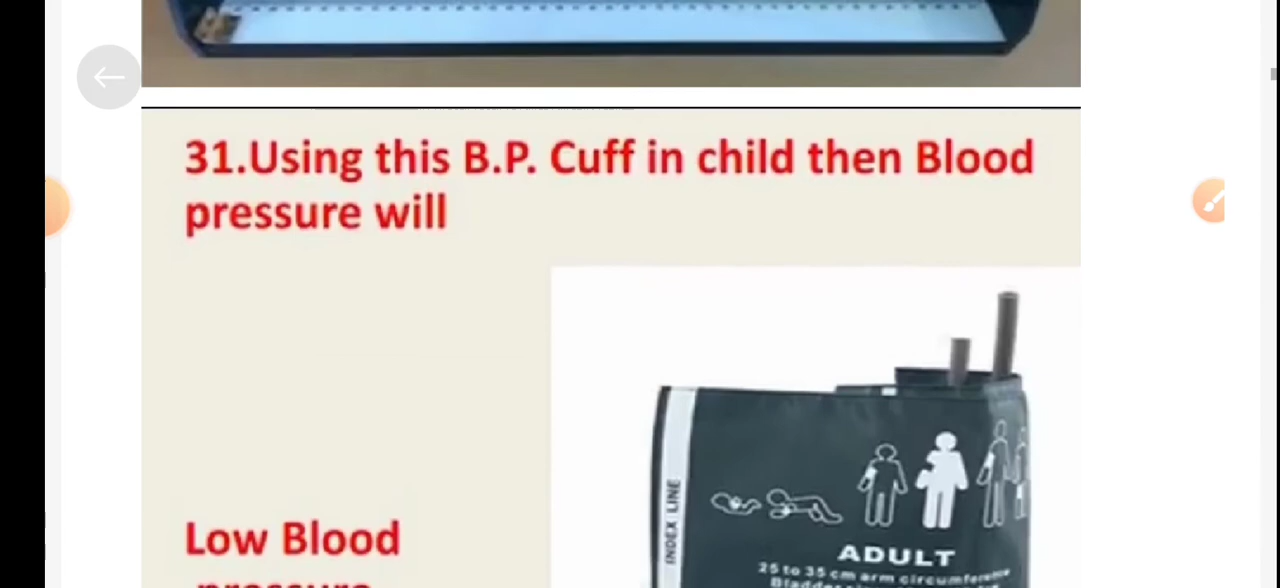 31.Using this B.P. Cuff in child then Blood
pressure will
INDEX LINE
ADULT
25 to 35 cm arm circumference
Low Blood
pressure